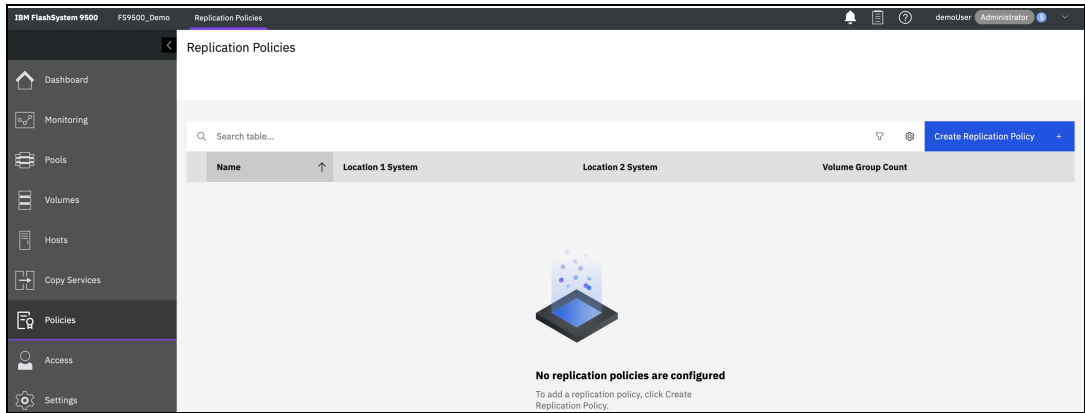 IBM FlashSystem 9500 FS9500_Demo Replication Policies demoUser Administrator S
Replication Policies
Dashboard
Monitoring
Search table... Create Replication Policy +
Name Location 1 System Location 2 System Volume Group Count
Pools
Volumes
Hosts
Copy Services
Policies
Access
Settings
No replication policies are configured
To add a replication policy, click Create
Replication Policy.